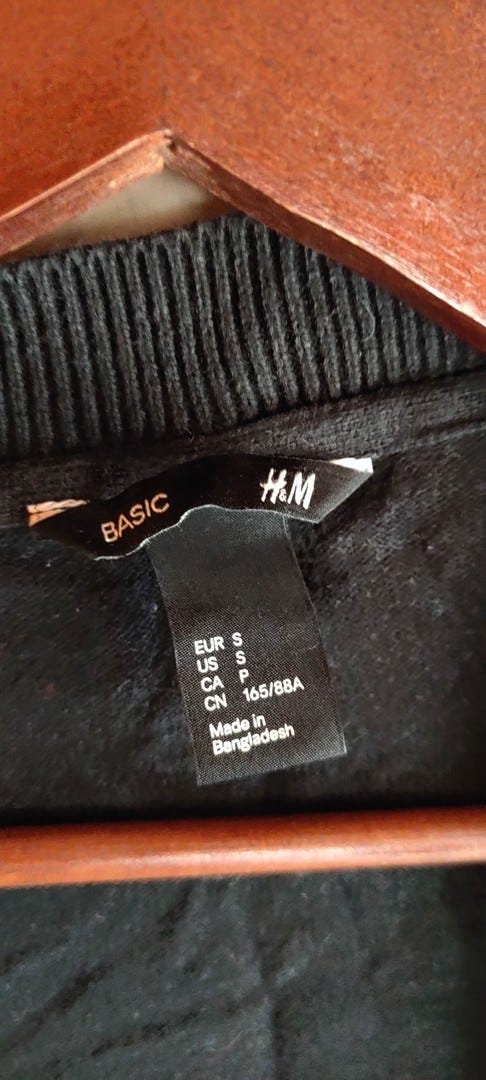 BASIC H&M
EUR S
US S
CA P
CN 165/88A
Made in
Bangladesh